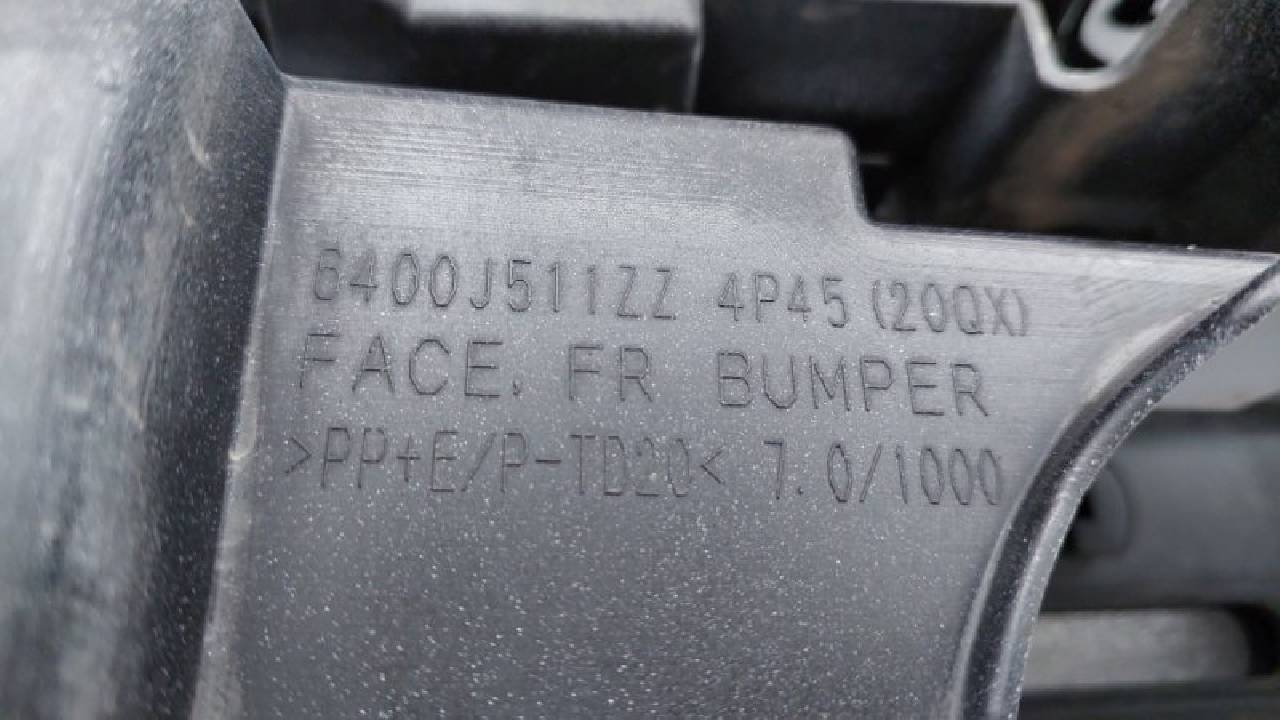 6400J511ZZ 4P45 (20QX)
FACE, FR BUMPER
>PP+E/P-TD20< 7.0/1000